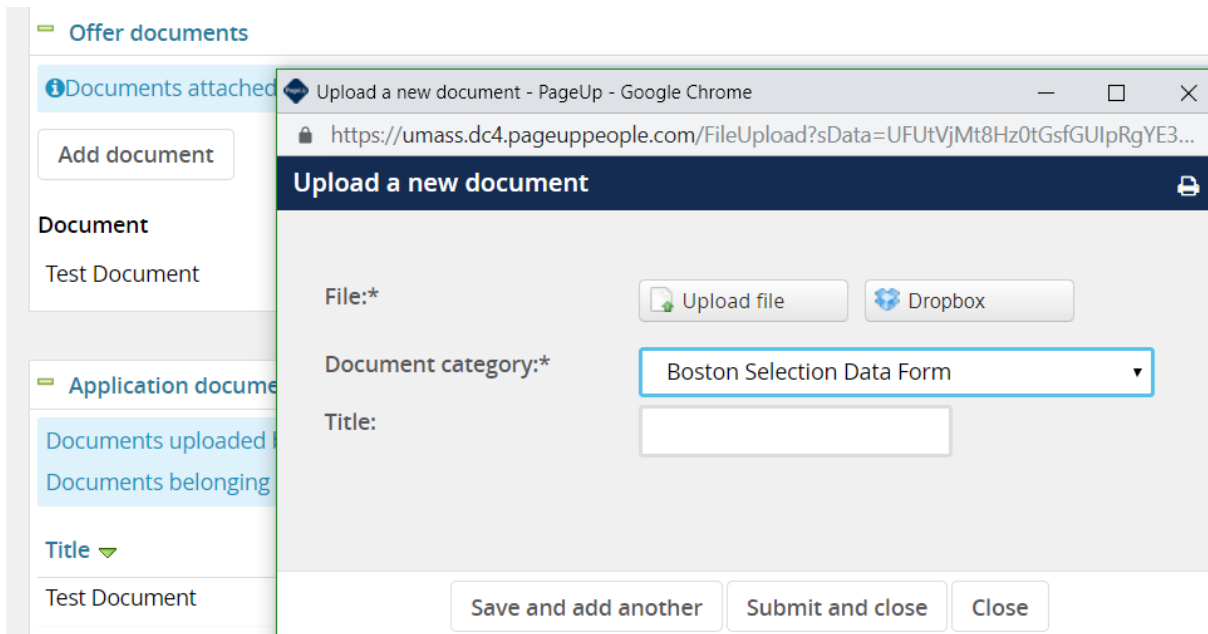 Offer documents
Documents attached
Add document
Document
Test Document
Application docume
Documents uploaded
Documents belonging
Title
Test Document
Upload a new document - PageUp - Google Chrome
https://umass.dc4.pageuppeople.com/FileUpload?sData=UFUtVjMt8Hz0tGsfGUIpRgYE3...
Upload a new document
File:*
Upload file
Dropbox
Document category:*
Boston Selection Data Form
Title:
Save and add another
Submit and close
Close